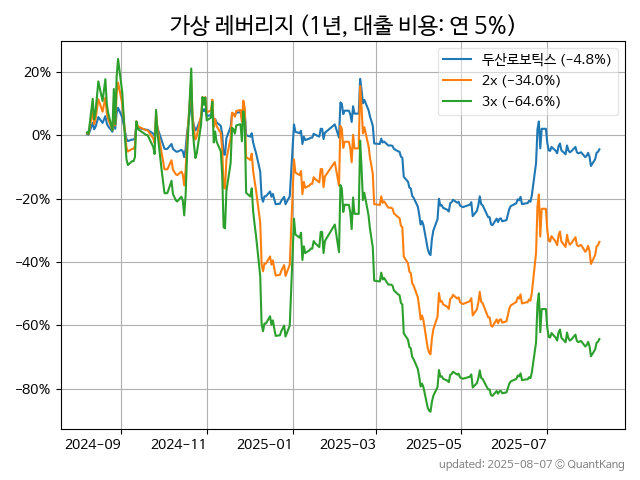 가상 레버리지 (1년, 대출 비용: 연 5%)
두산로보틱스 (−4.8%)
2x (−34.0%)
3x (−64.6%)
20%
0%
−20%
−40%
−60%
−80%
2024-09 2024-11 2025-01 2025-03 2025-05 2025-07
updated: 2025-08-07 © QuantKang